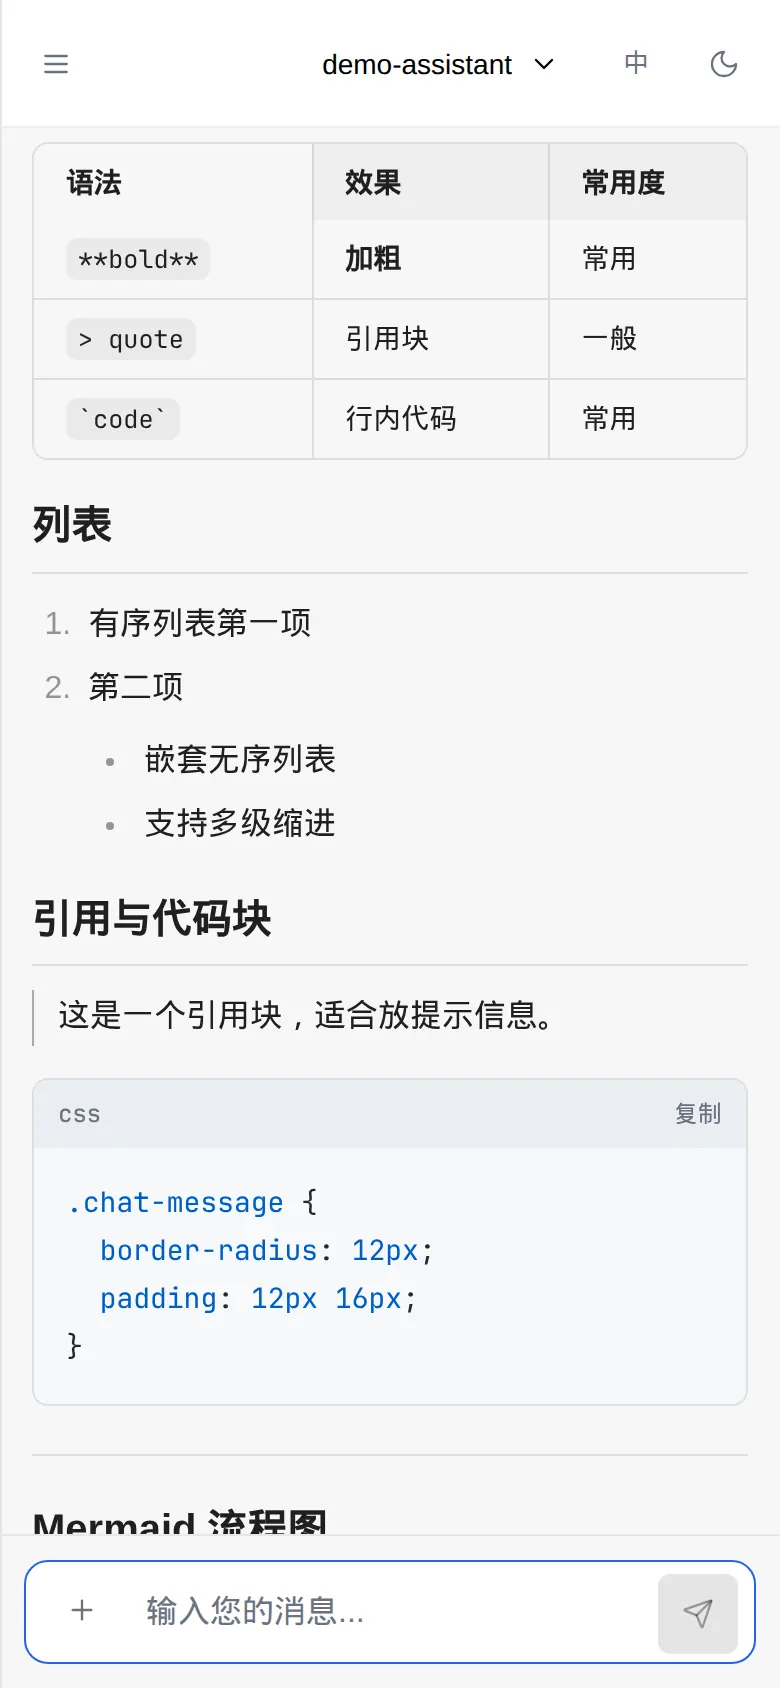 demo-assistant 中
语法 效果 常用度
**bold** 加粗 常用
> quote 引用块 一般
`code` 行内代码 常用
列表
1. 有序列表第一项
2. 第二项
• 嵌套无序列表
• 支持多级缩进
引用与代码块
这是一个引用块，适合放提示信息。
css 复制
.chat-message {
  border-radius: 12px;
  padding: 12px 16px;
}
Mermaid 流程图
输入您的消息...